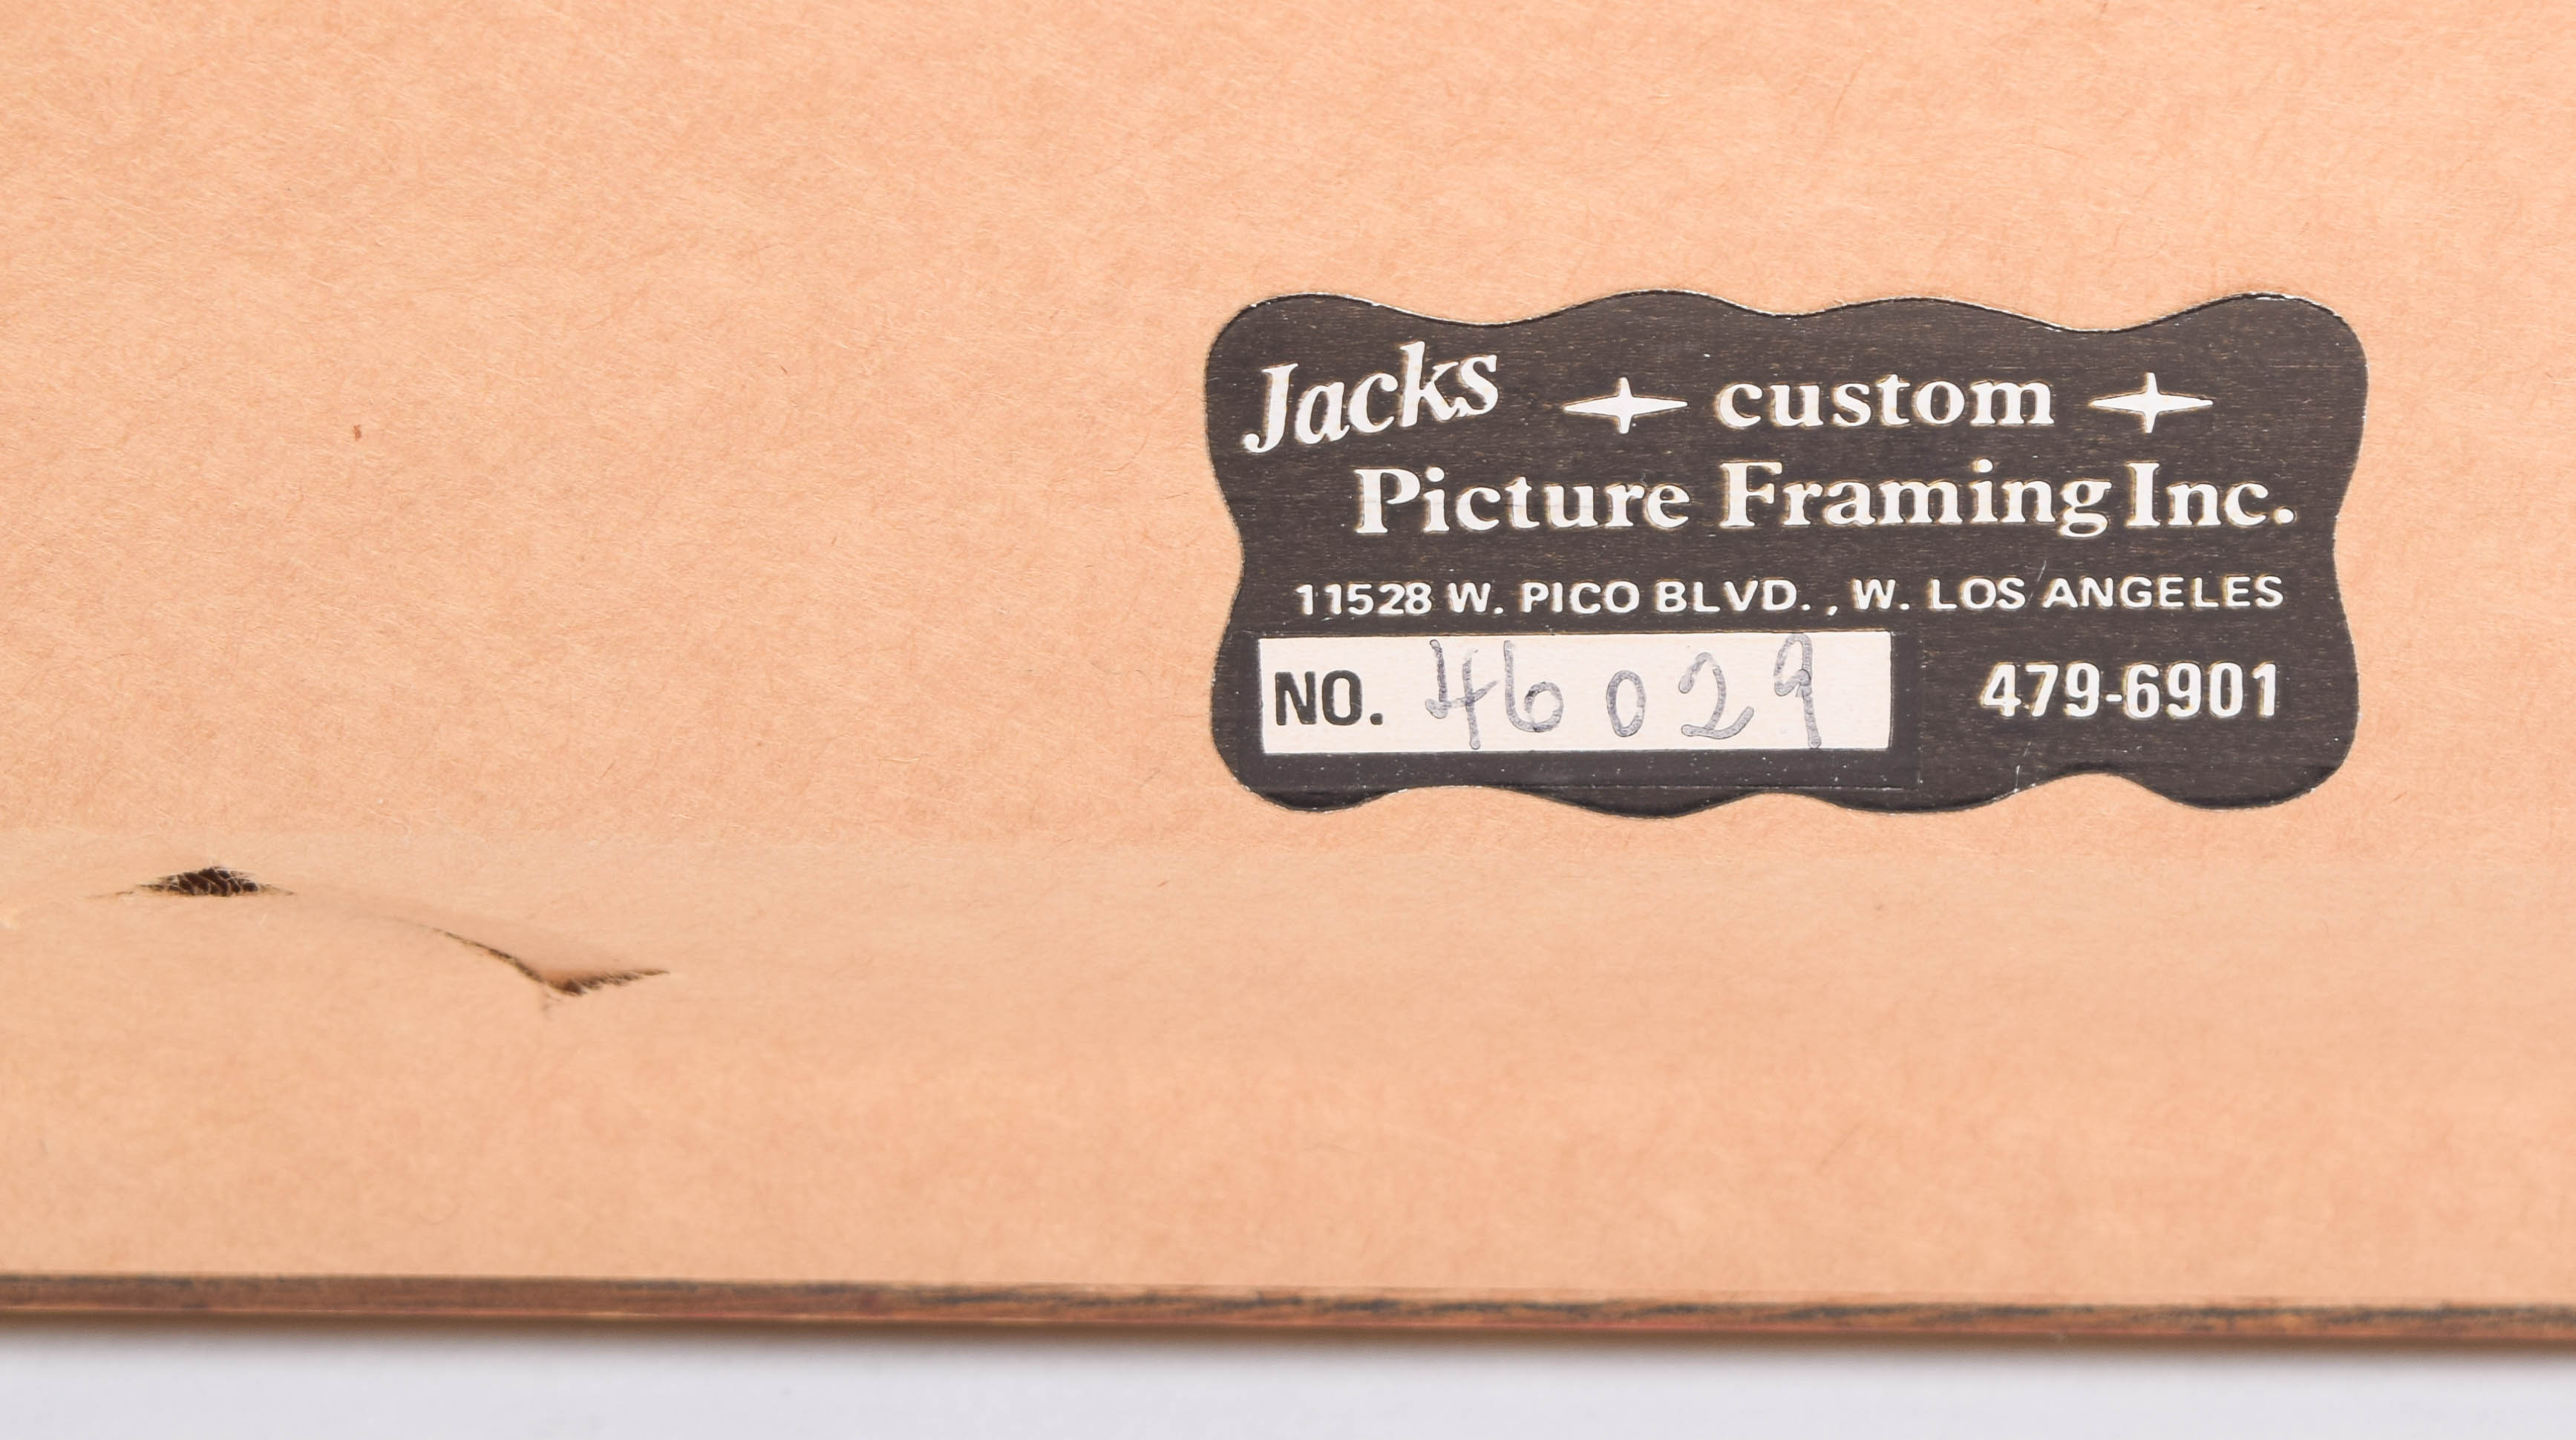 Jacks custom
Picture Framing Inc.
11528 W. PICO BLVD., W. LOS ANGELES
NO. 46029 479-6901